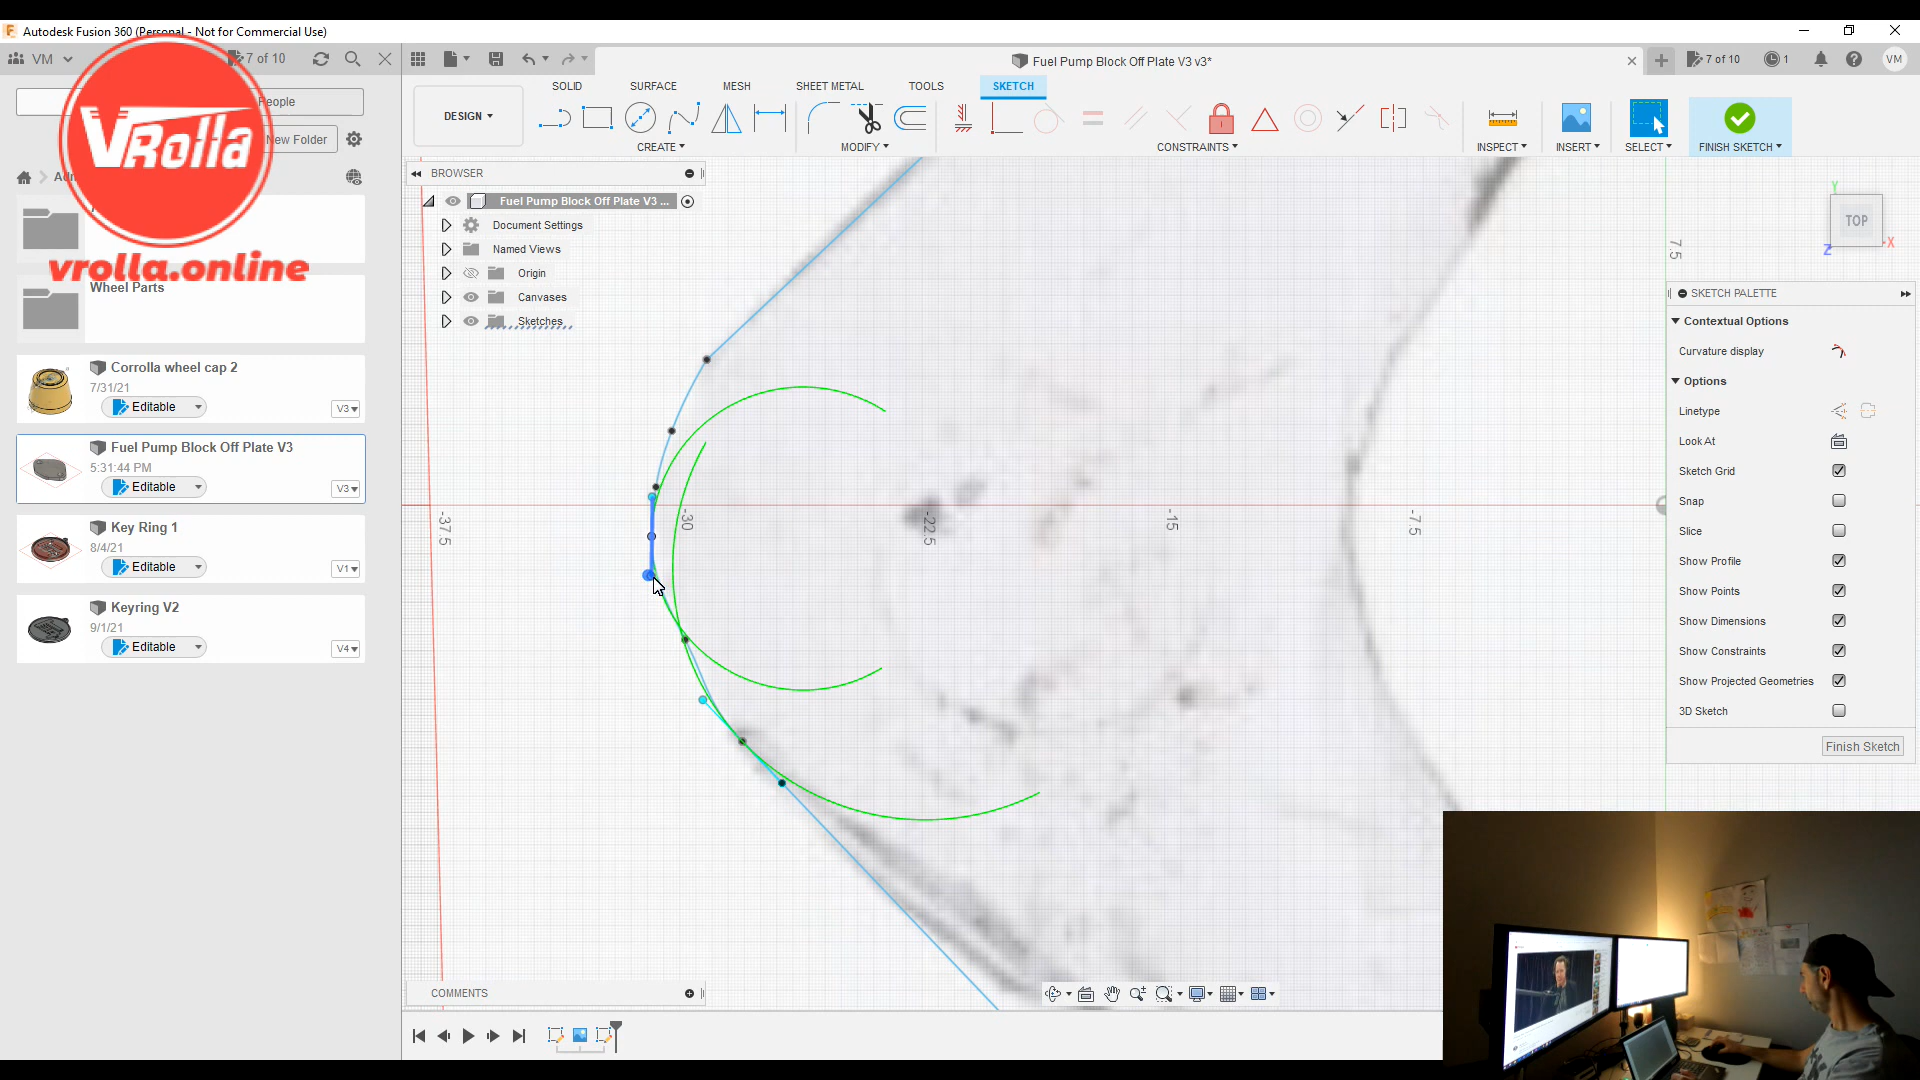 Autodesk Fusion 360 (Personal - Not for Commercial Use)
VM
7 of 10
Fuel Pump Block Off Plate V3 v3*
7 of 10
1
VM
People
New Folder
VRolla
vrolla.online
Wheel Parts
Corrolla wheel cap 2
7/31/21
Editable
V3
Fuel Pump Block Off Plate V3
5:31:44 PM
Editable
V3
Key Ring 1
8/4/21
Editable
V1
Keyring V2
9/1/21
Editable
V4
DESIGN
SOLID
SURFACE
MESH
SHEET METAL
TOOLS
SKETCH
CREATE
MODIFY
CONSTRAINTS
INSPECT
INSERT
SELECT
FINISH SKETCH
BROWSER
Fuel Pump Block Off Plate V3 ...
Document Settings
Named Views
Origin
Canvases
Sketches
-37.5
-30
-22.5
-15
-7.5
7.5
Y
TOP
X
Z
SKETCH PALETTE
Contextual Options
Curvature display
Options
Linetype
Look At
Sketch Grid
Snap
Slice
Show Profile
Show Points
Show Dimensions
Show Constraints
Show Projected Geometries
3D Sketch
Finish Sketch
COMMENTS